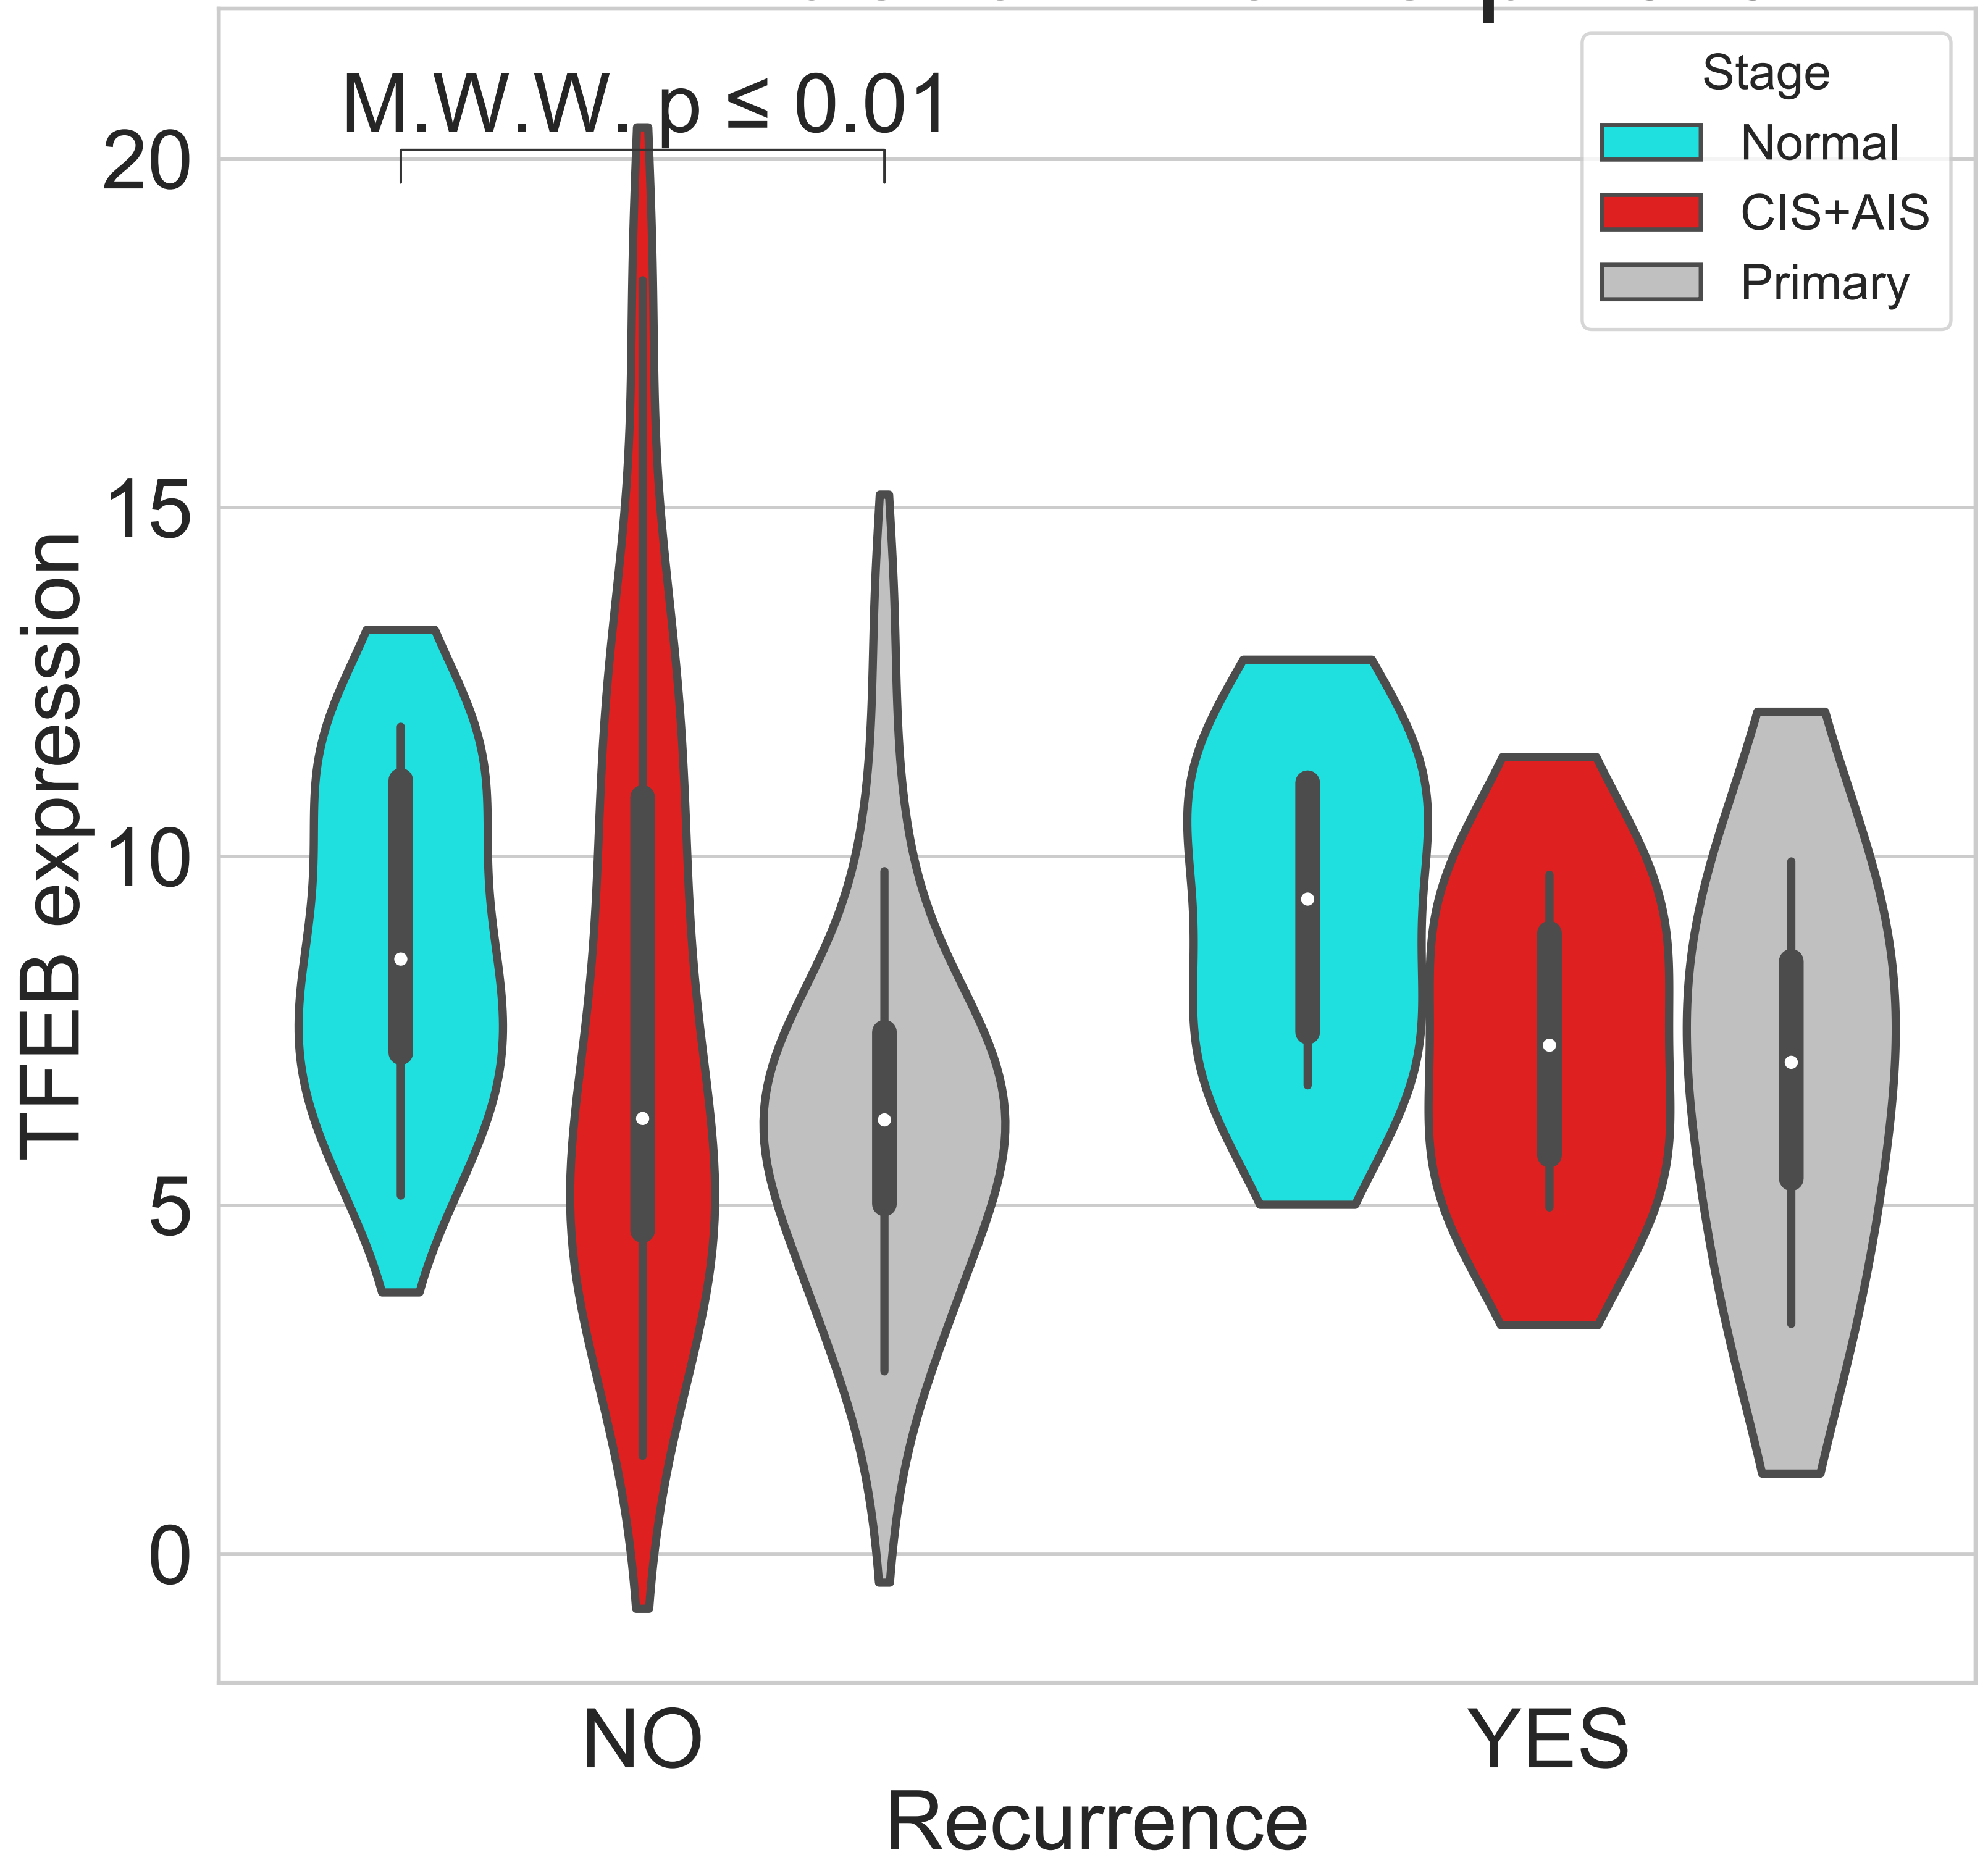 M.W.W. p ≤ 0.01
Stage
Normal
CIS+AIS
Primary
20
15
10
5
0
TFEB expression
NO
YES
Recurrence